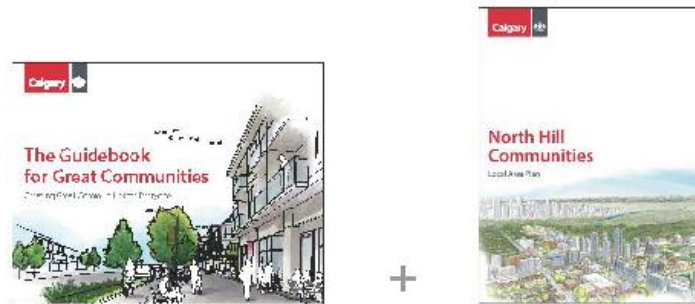 Calgary
The Guidebook
for Great Communities
+
Calgary
North Hill
Communities
Local Area Plan